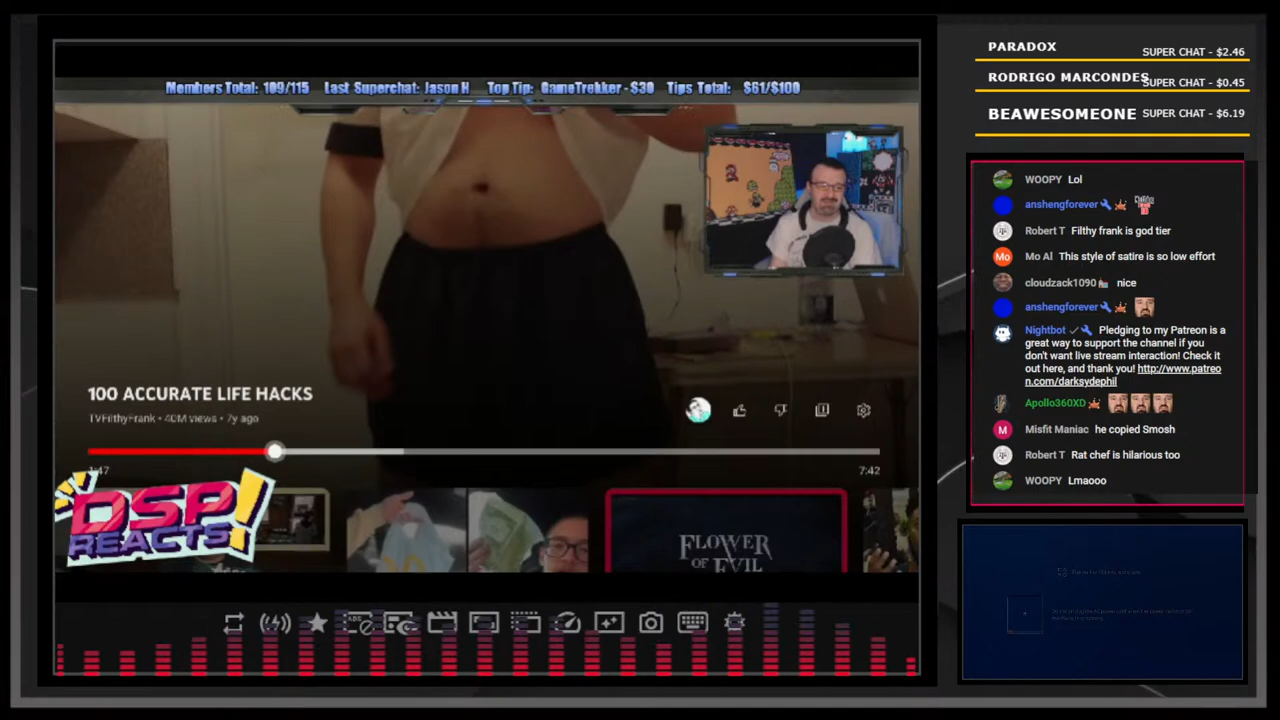 Members Total: 109/115 Last Superchat: Jason H Top Tip: GameTrekker - $30 Tips Total: $61/$100
100 ACCURATE LIFE HACKS
TVFilthyFrank • 40M views • 7y ago
1:47
7:42
DSP
REACTS!
FLOWER
OF EVIL
ADS
PARADOX SUPER CHAT - $2.46
RODRIGO MARCONDES SUPER CHAT - $0.45
BEAWESOMEONE SUPER CHAT - $6.19
WOOPY Lol
anshengforever
Robert T Filthy frank is god tier
Mo Mo Al This style of satire is so low effort
cloudzack1090 nice
anshengforever
Nightbot Pledging to my Patreon is a
great way to support the channel if you
don't want live stream interaction! Check it
out here, and thank you! http://www.patreo
n.com/darksydephil
Apollo360XD
M Misfit Maniac he copied Smosh
Robert T Rat chef is hilarious too
WOOPY Lmaooo